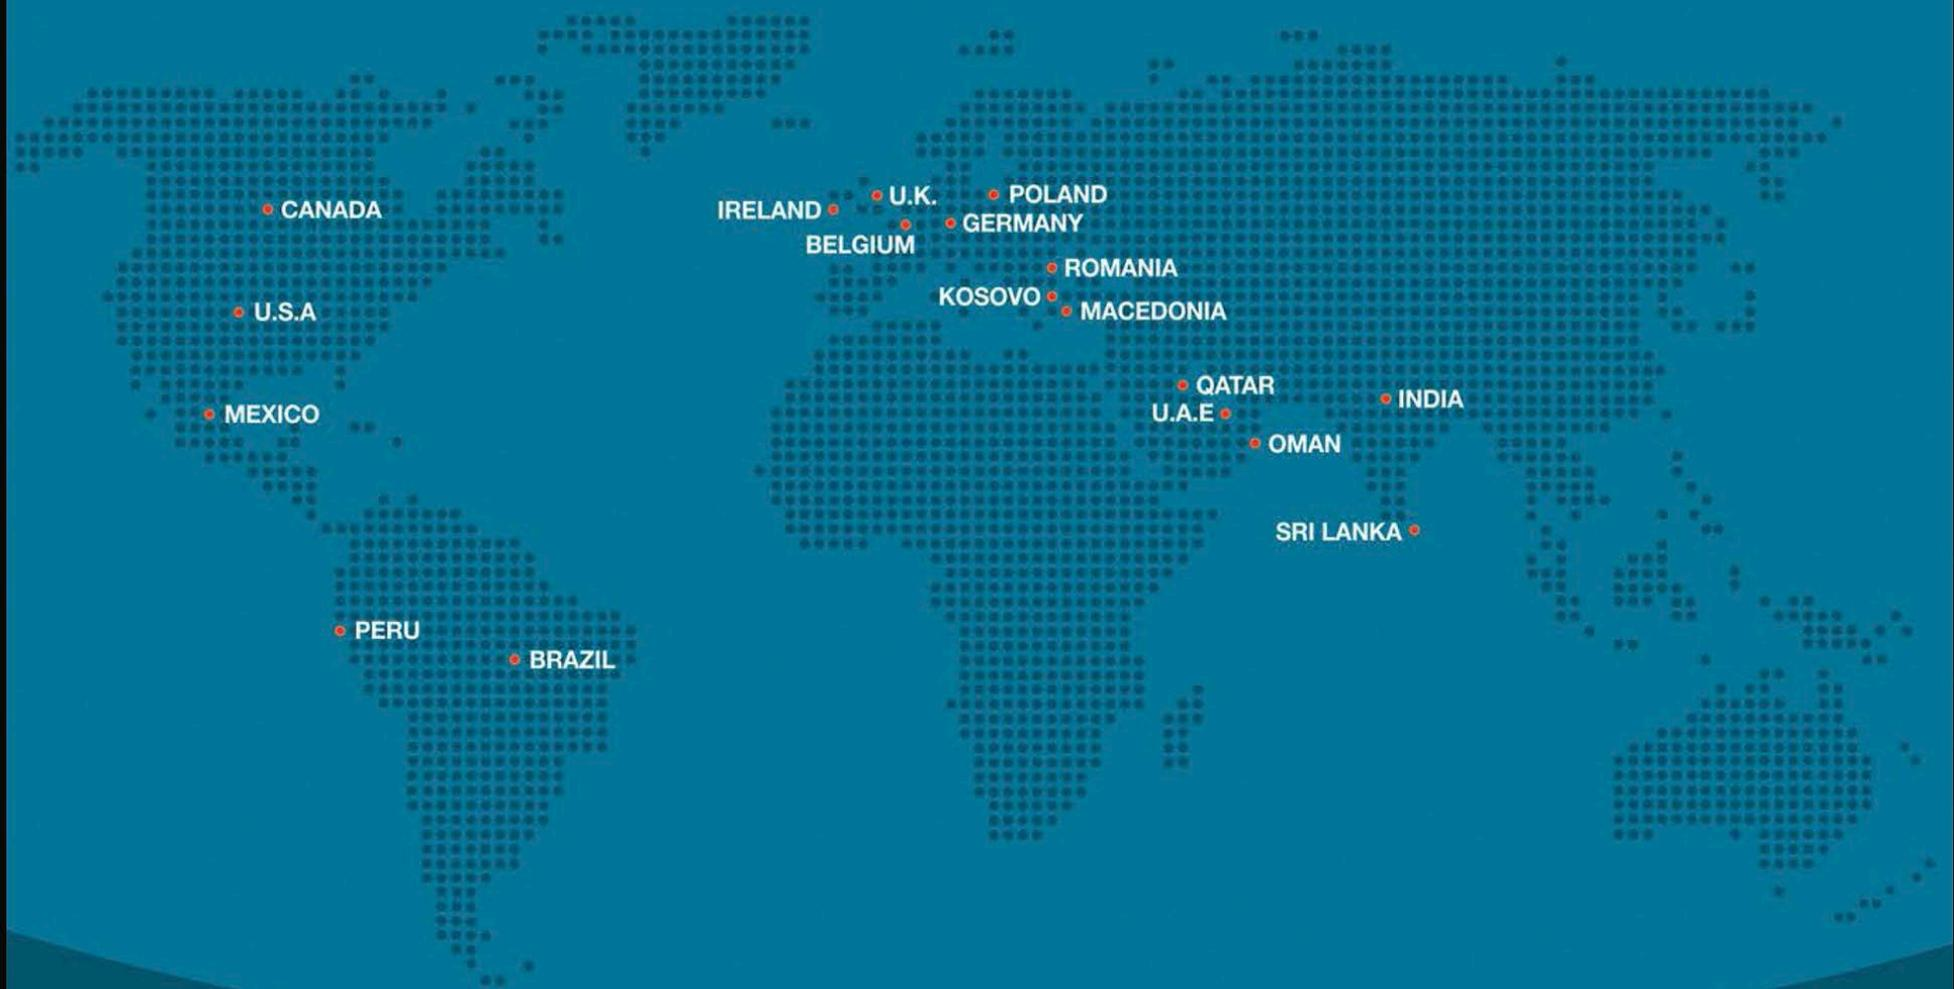 CANADA
U.S.A
MEXICO
PERU
BRAZIL
IRELAND
U.K.
POLAND
BELGIUM
GERMANY
ROMANIA
KOSOVO
MACEDONIA
QATAR
U.A.E
OMAN
INDIA
SRI LANKA